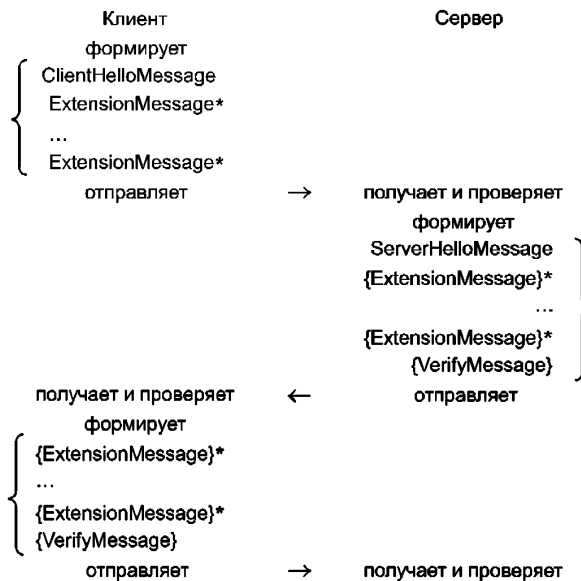 Клиент Сервер
формирует
ClientHelloMessage
ExtensionMessage*
...
ExtensionMessage*
отправляет → получает и проверяет
формирует
ServerHelloMessage
{ExtensionMessage}*
...
{ExtensionMessage}*
{VerifyMessage}
получает и проверяет ← отправляет
формирует
{ExtensionMessage}*
...
{ExtensionMessage}*
{VerifyMessage}
отправляет → получает и проверяет